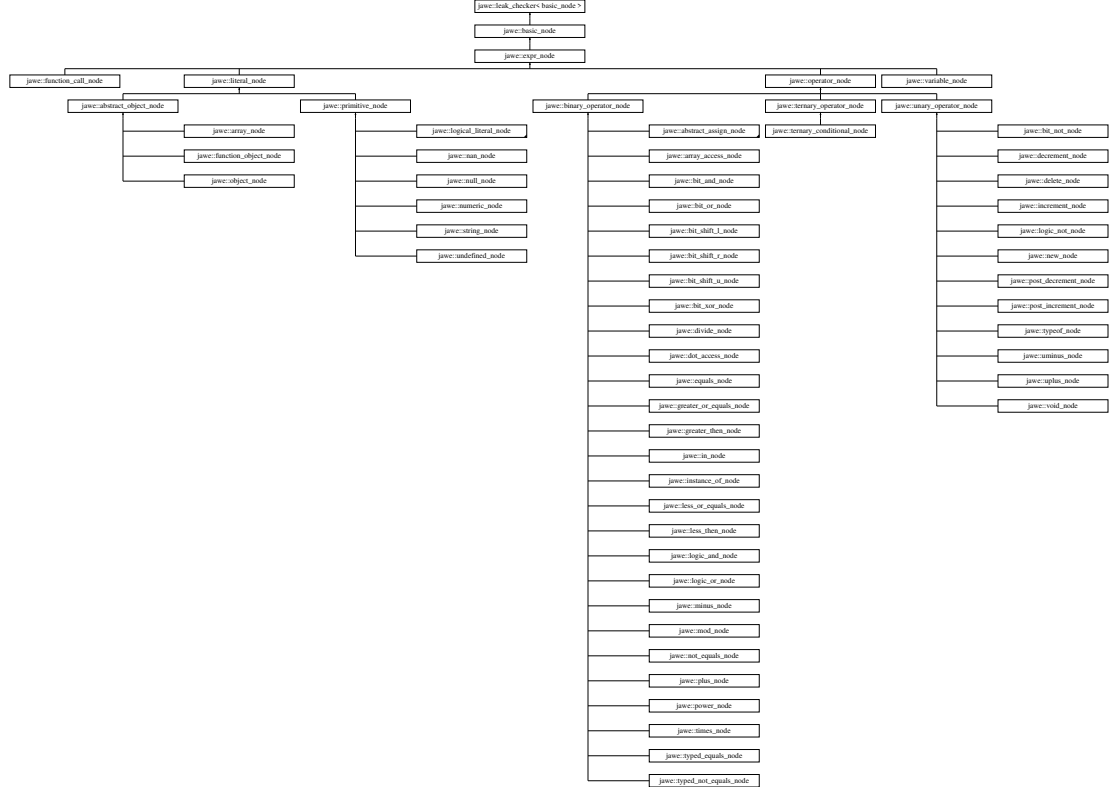 jawe::leak_checker< basic_node >
jawe::basic_node
jawe::expr_node
jawe::function_call_node
jawe::literal_node
jawe::operator_node
jawe::variable_node
jawe::abstract_object_node
jawe::primitive_node
jawe::binary_operator_node
jawe::ternary_operator_node
jawe::unary_operator_node
jawe::array_node
jawe::logical_literal_node
jawe::abstract_assign_node
jawe::ternary_conditional_node
jawe::bit_not_node
jawe::function_object_node
jawe::nan_node
jawe::array_access_node
jawe::decrement_node
jawe::object_node
jawe::null_node
jawe::bit_and_node
jawe::delete_node
jawe::numeric_node
jawe::bit_or_node
jawe::increment_node
jawe::string_node
jawe::bit_shift_l_node
jawe::logic_not_node
jawe::undefined_node
jawe::bit_shift_r_node
jawe::new_node
jawe::bit_shift_u_node
jawe::post_decrement_node
jawe::bit_xor_node
jawe::post_increment_node
jawe::divide_node
jawe::typeof_node
jawe::dot_access_node
jawe::uminus_node
jawe::equals_node
jawe::uplus_node
jawe::greater_or_equals_node
jawe::void_node
jawe::greater_then_node
jawe::in_node
jawe::instance_of_node
jawe::less_or_equals_node
jawe::less_then_node
jawe::logic_and_node
jawe::logic_or_node
jawe::minus_node
jawe::mod_node
jawe::not_equals_node
jawe::plus_node
jawe::power_node
jawe::times_node
jawe::typed_equals_node
jawe::typed_not_equals_node